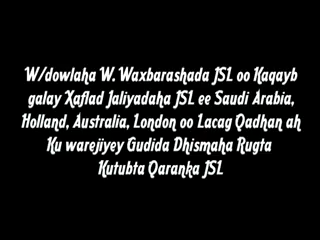 W/dowlaha W. Waxbarashada JSL oo Kaqayb
galay Xaflad Jaliyadaha JSL ee Saudi Arabia,
Holland, Australia, London oo Lacag Qadhan ah
Ku warejiyey Gudida Dhismaha Rugta
Kutubta Qaranka JSL